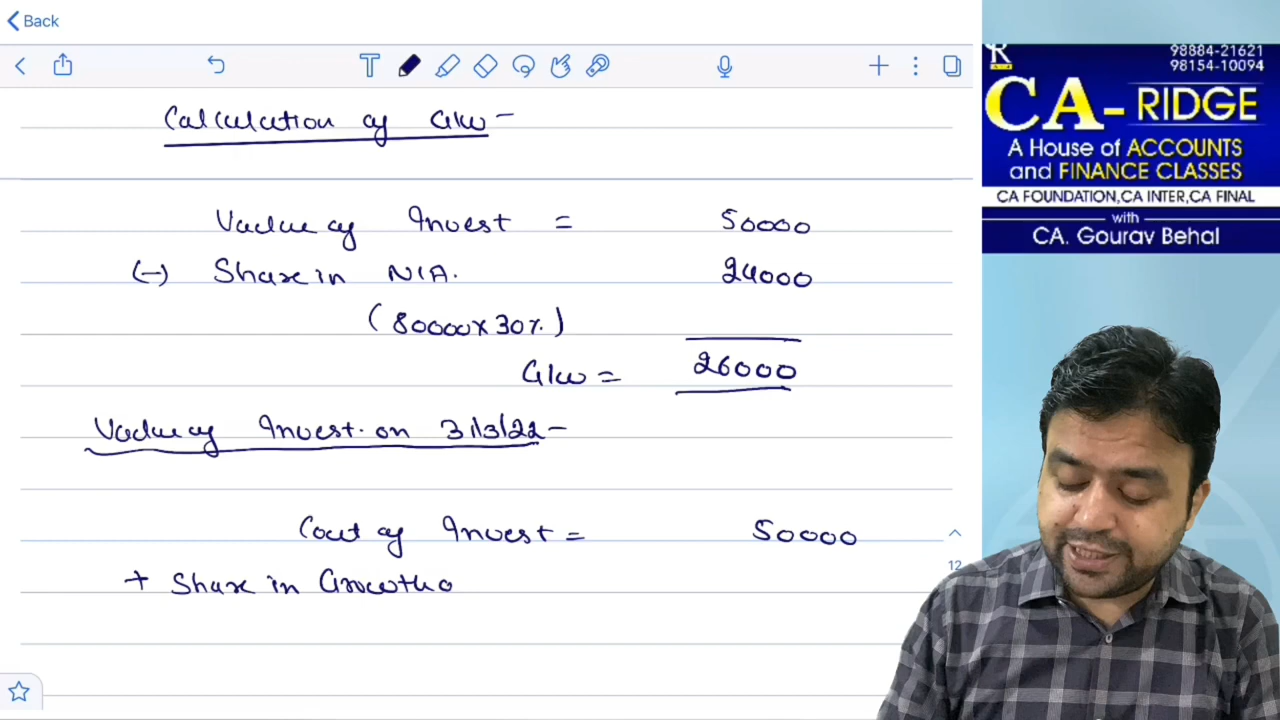 Back
Calculation of G/w -
Value of Invest = 50000
(-) Share in N/A. 24000
(80000 x 30%.)
G/w = 26000
Value of Invest. on 31/3/22 -
Cost of Invest = 50000
+ Share in Growth o
12
98884-21621
98154-10094
CA - RIDGE
A House of ACCOUNTS
and FINANCE CLASSES
CA FOUNDATION,CA INTER,CA FINAL
with
CA. Gourav Behal